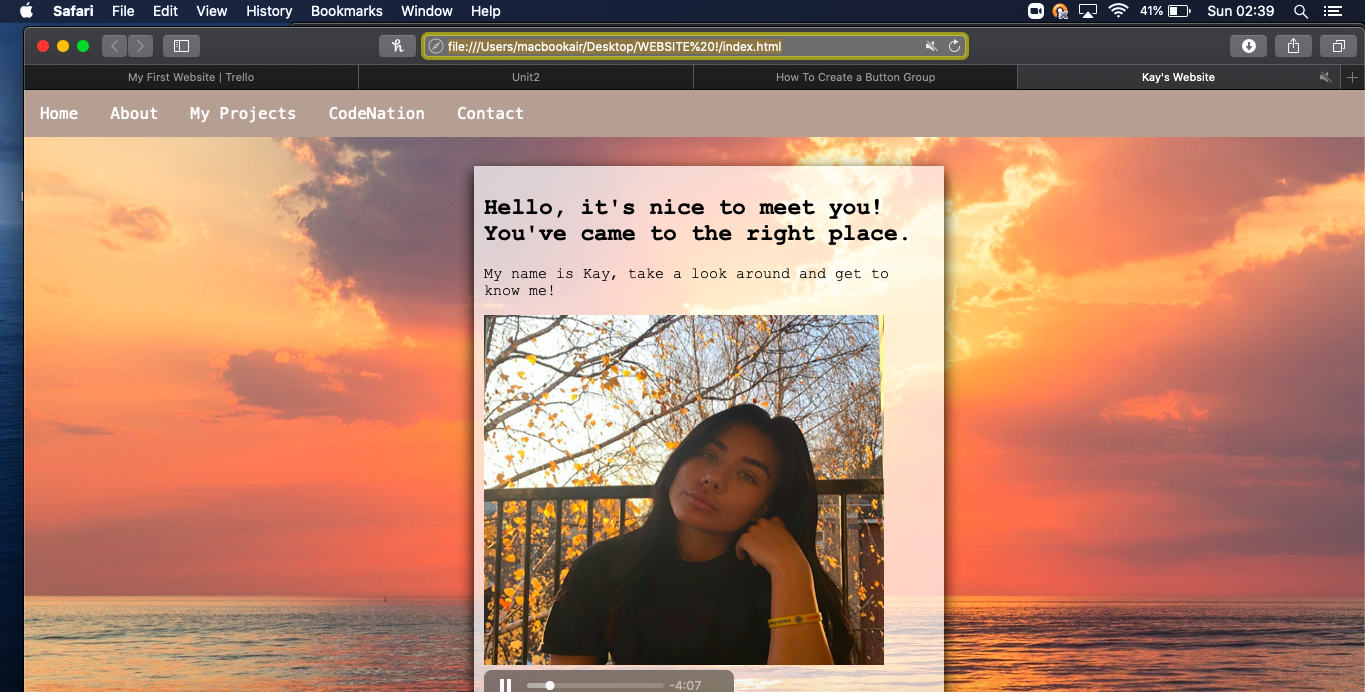 Safari File Edit View History Bookmarks Window Help 41% Sun 02:39
file:///Users/macbookair/Desktop/WEBSITE%20!/index.html
My First Website | Trello Unit2 How To Create a Button Group Kay's Website
Home About My Projects CodeNation Contact
Hello, it's nice to meet you!
You've came to the right place.
My name is Kay, take a look around and get to
know me!
-4:07